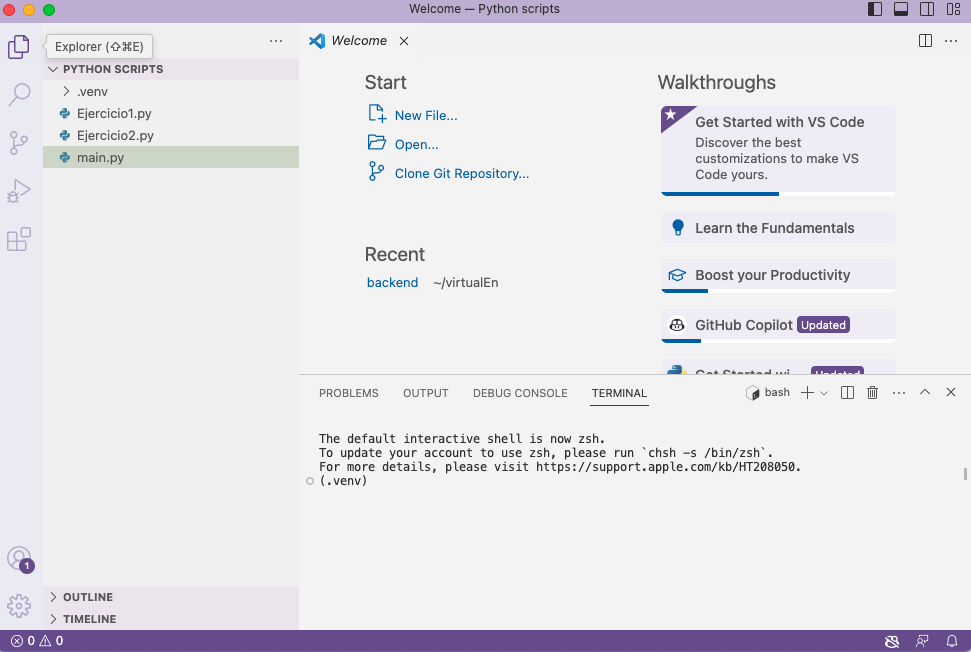 Welcome — Python scripts
Explorer (⇧⌘E)
PYTHON SCRIPTS
.venv
Ejercicio1.py
Ejercicio2.py
main.py
OUTLINE
TIMELINE
1
Welcome
Start
New File...
Open...
Clone Git Repository...
Recent
backend ~/virtualEn
Walkthroughs
Get Started with VS Code
Discover the best
customizations to make VS
Code yours.
Learn the Fundamentals
Boost your Productivity
GitHub Copilot Updated
Get Started wi... Updated
PROBLEMS OUTPUT DEBUG CONSOLE TERMINAL
bash
The default interactive shell is now zsh.
To update your account to use zsh, please run `chsh -s /bin/zsh`.
For more details, please visit https://support.apple.com/kb/HT208050.
(.venv)
0 0